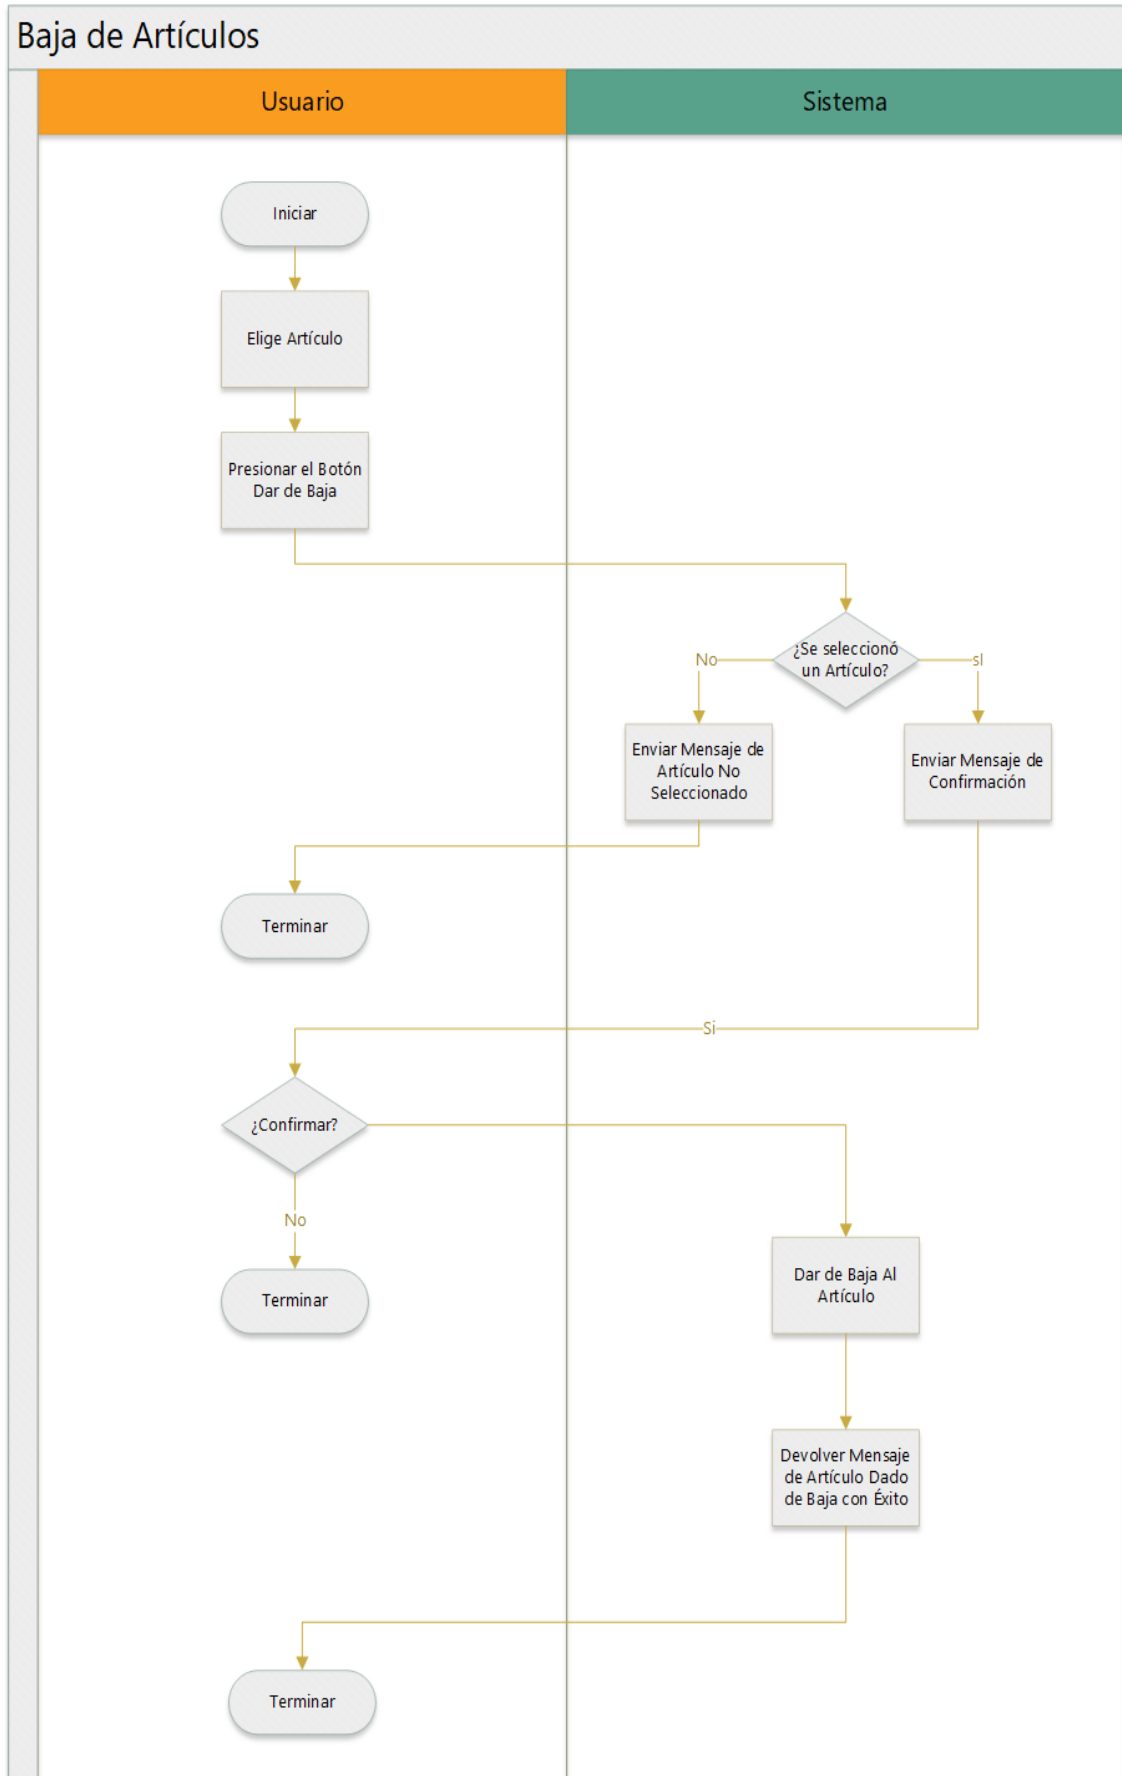 Baja de Artículos
Usuario
Sistema
Iniciar
Elige Artículo
Presionar el Botón
Dar de Baja
¿Se seleccionó
un Artículo?
No
sI
Enviar Mensaje de
Artículo No
Seleccionado
Enviar Mensaje de
Confirmación
Terminar
Si
¿Confirmar?
No
Terminar
Dar de Baja Al
Artículo
Devolver Mensaje
de Artículo Dado
de Baja con Éxito
Terminar